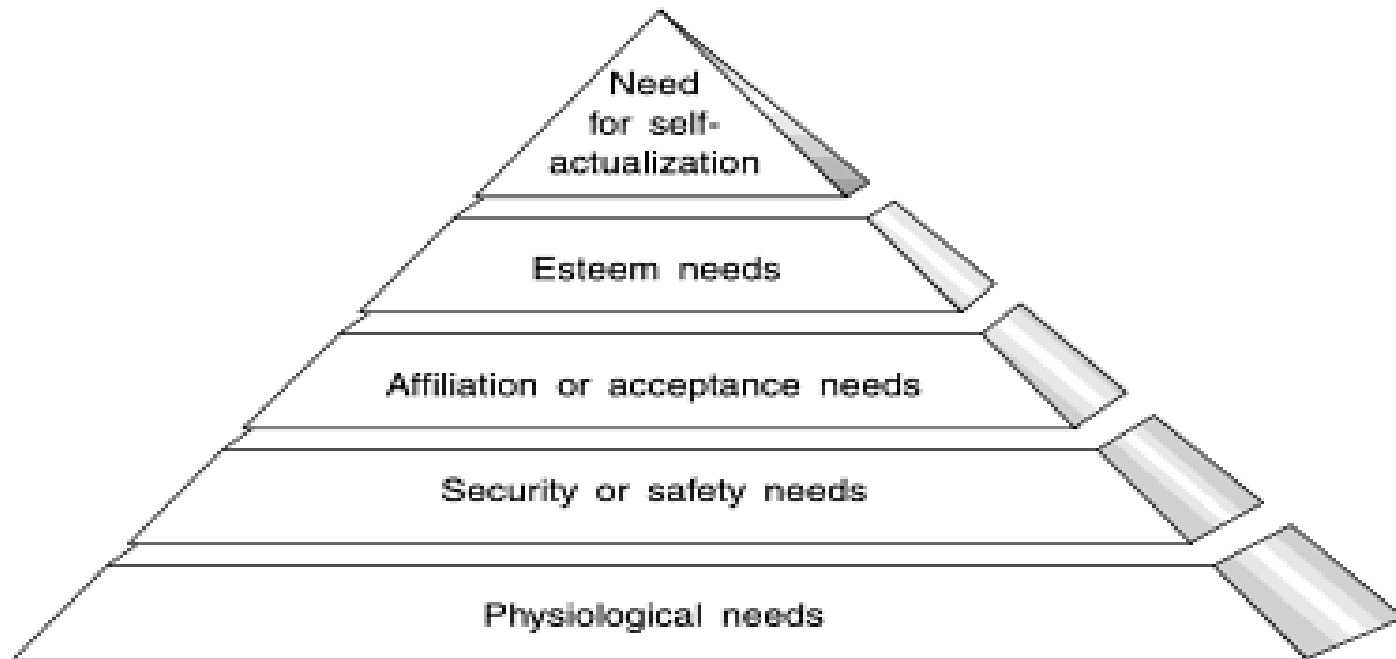 Need
for self-
actualization
Esteem needs
Affiliation or acceptance needs
Security or safety needs
Physiological needs